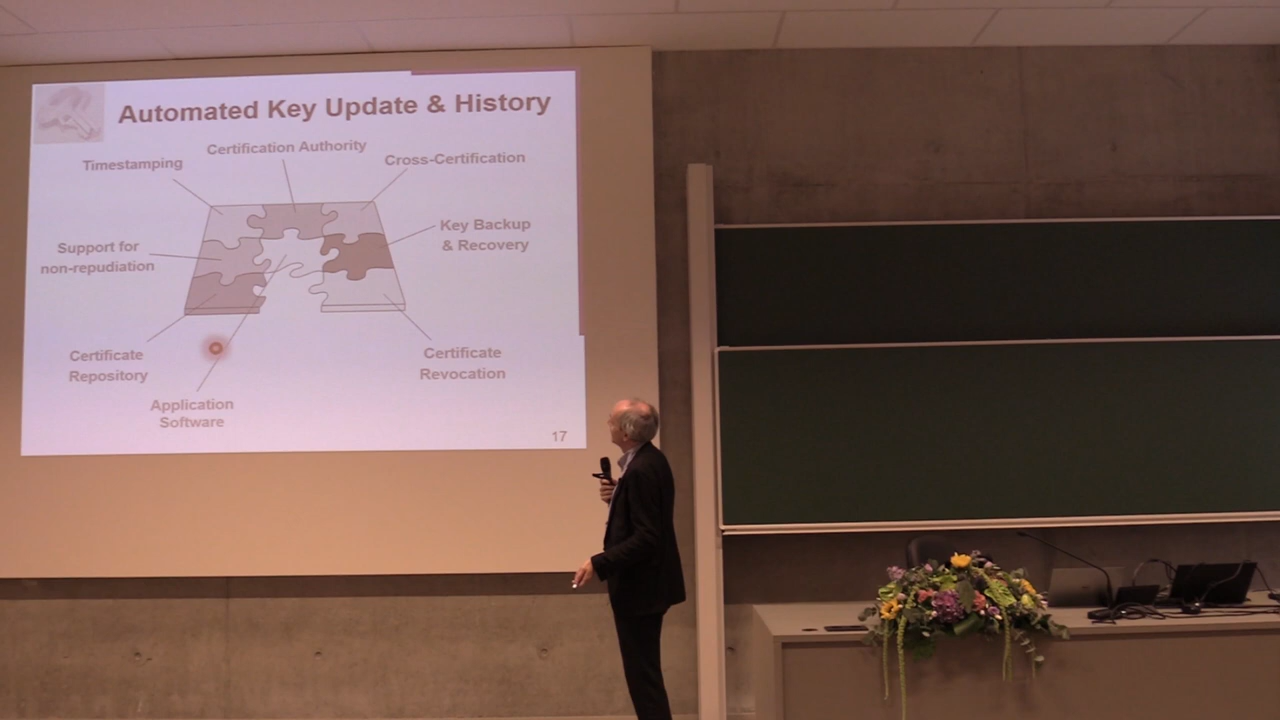 Automated Key Update & History
Certification Authority
Timestamping
Cross-Certification
Key Backup
& Recovery
Support for
non-repudiation
Certificate
Repository
Certificate
Revocation
Application
Software
17